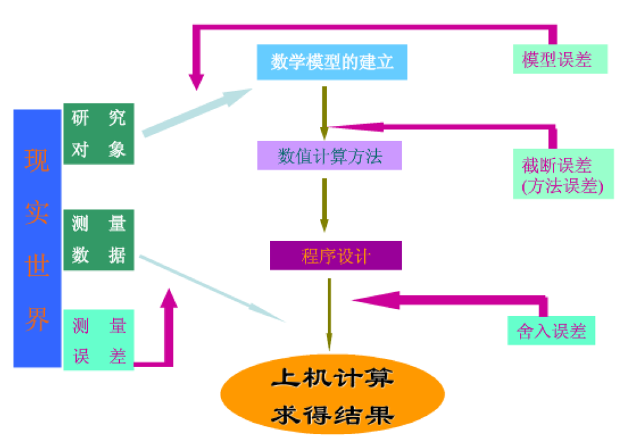 模型误差
数学模型的建立
现实世界
研 究
对 象
数值计算方法
截断误差
(方法误差)
测 量
数 据
程序设计
测 量
误 差
舍入误差
上机计算
求得结果